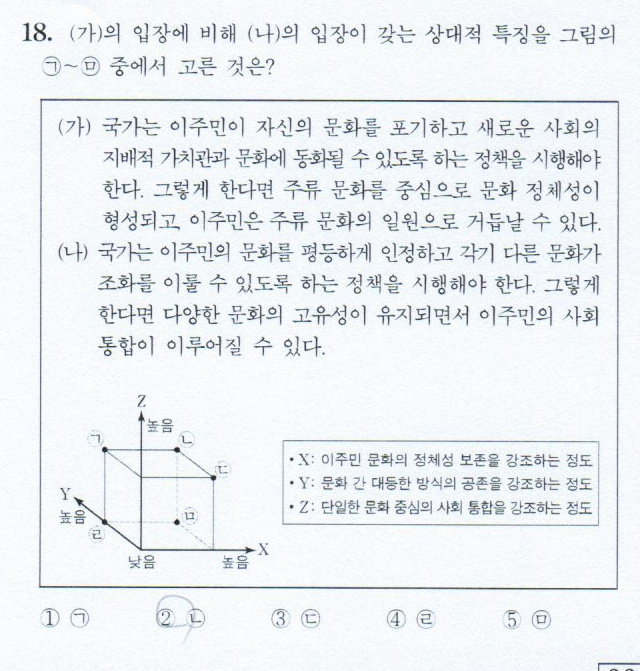 18. (가)의 입장에 비해 (나)의 입장이 갖는 상대적 특징을 그림의
㉠~㉤ 중에서 고른 것은?
(가) 국가는 이주민이 자신의 문화를 포기하고 새로운 사회의
지배적 가치관과 문화에 동화될 수 있도록 하는 정책을 시행해야
한다. 그렇게 한다면 주류 문화를 중심으로 문화 정체성이
형성되고, 이주민은 주류 문화의 일원으로 거듭날 수 있다.
(나) 국가는 이주민의 문화를 평등하게 인정하고 각기 다른 문화가
조화를 이룰 수 있도록 하는 정책을 시행해야 한다. 그렇게
한다면 다양한 문화의 고유성이 유지되면서 이주민의 사회
통합이 이루어질 수 있다.
Z
높음
㉠
㉡
㉢
Y
높음
㉣
㉤
X
낮음
높음
• X: 이주민 문화의 정체성 보존을 강조하는 정도
• Y: 문화 간 대등한 방식의 공존을 강조하는 정도
• Z: 단일한 문화 중심의 사회 통합을 강조하는 정도
① ㉠ ② ㉡ ③ ㉢ ④ ㉣ ⑤ ㉤